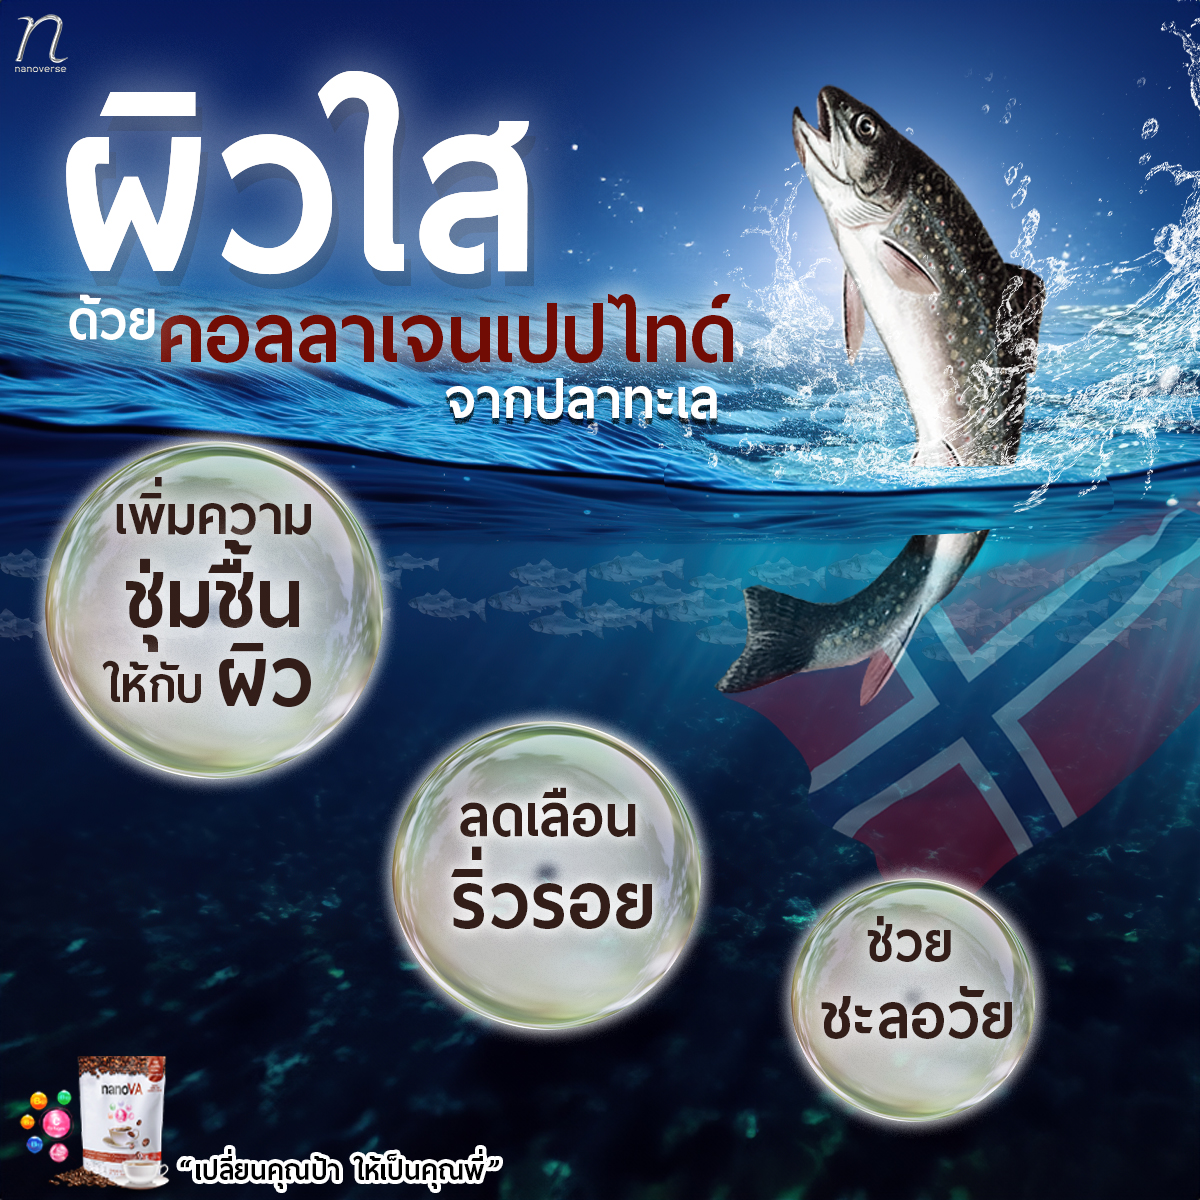 nanoverse
ผิวใส
ด้วยคอลลาเจนเปปไทด์
จากปลาทะเล
เพิ่มความ
ชุ่มชื้น
ให้กับ ผิว
ลดเลือน
ริ้วรอย
ช่วย
ชะลอวัย
nanoVA
“เปลี่ยนคุณป้า ให้เป็นคุณพี่”